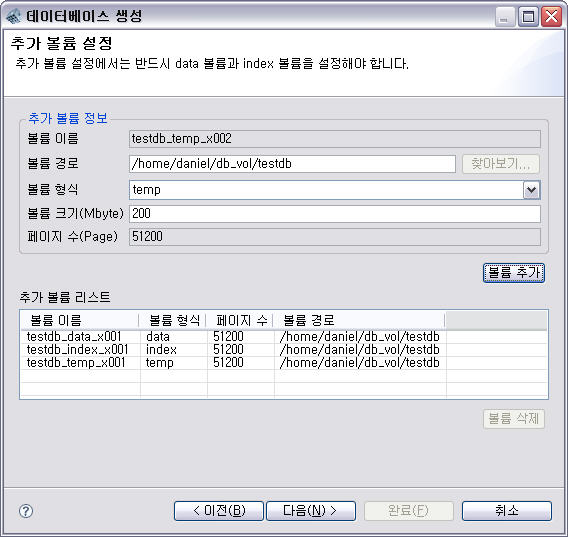 데이터베이스 생성
추가 볼륨 설정
추가 볼륨 설정에서는 반드시 data 볼륨과 index 볼륨을 설정해야 합니다.
추가 볼륨 정보
볼륨 이름 testdb_temp_x002
볼륨 경로 /home/daniel/db_vol/testdb 찾아보기...
볼륨 형식 temp
볼륨 크기(Mbyte) 200
페이지 수(Page) 51200
볼륨 추가
추가 볼륨 리스트
볼륨 이름 볼륨 형식 페이지 수 볼륨 경로
testdb_data_x001 data 51200 /home/daniel/db_vol/testdb
testdb_index_x001 index 51200 /home/daniel/db_vol/testdb
testdb_temp_x001 temp 51200 /home/daniel/db_vol/testdb
볼륨 삭제
? < 이전(B) 다음(N) > 완료(F) 취소